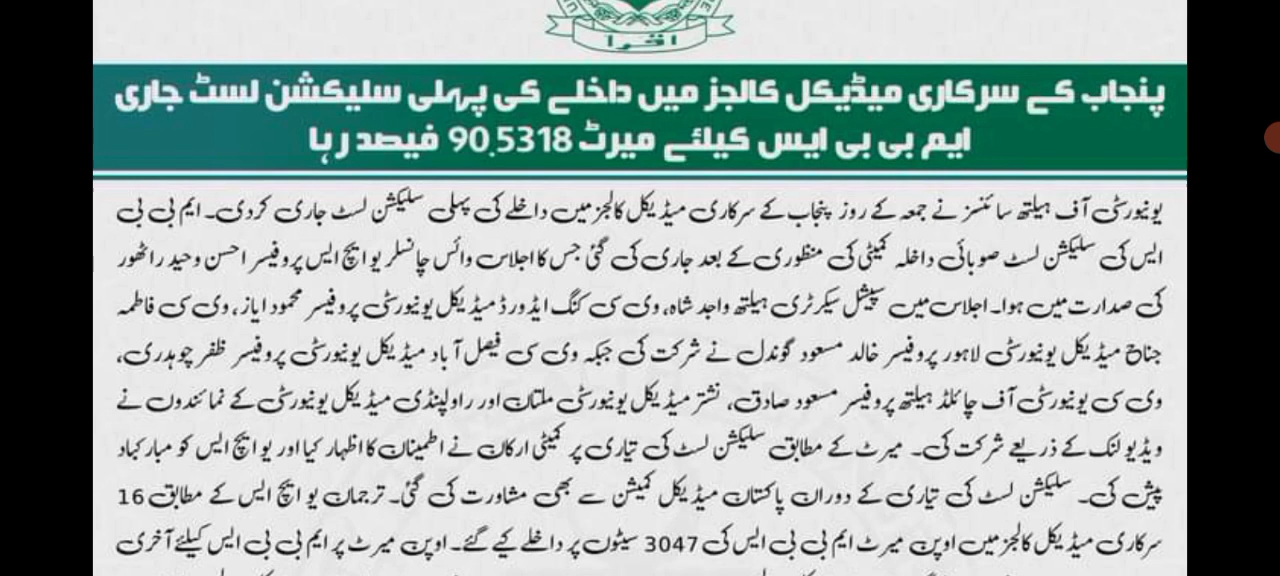 اقرأ
پنجاب کے سرکاری میڈیکل کالجز میں داخلے کی پہلی سلیکشن لسٹ جاری
ایم بی بی ایس کیلئے میرٹ 90.5318 فیصد رہا
یونیورسٹی آف ہیلتھ سائنسز نے جمعہ کے روز پنجاب کے سرکاری میڈیکل کالجز میں داخلے کی پہلی سلیکشن لسٹ جاری کردی۔ ایم بی بی
ایس کی سلیکشن لسٹ صوبائی داخلہ کمیٹی کی منظوری کے بعد جاری کی گئی جس کا اجلاس وائس چانسلر یو ایچ ایس پروفیسر احسن وحید راٹھور
کی صدارت میں ہوا۔ اجلاس میں سپیشل سیکرٹری ہیلتھ واجد شاہ، وی سی کنگ ایڈورڈ میڈیکل یونیورسٹی پروفیسر محمود ایاز، وی سی فاطمہ
جناح میڈیکل یونیورسٹی لاہور پروفیسر خالد مسعود گوندل نے شرکت کی جبکہ وی سی فیصل آباد میڈیکل یونیورسٹی پروفیسر ظفر چوہدری،
وی سی یونیورسٹی آف چائلڈ ہیلتھ پروفیسر مسعود صادق، نشتر میڈیکل یونیورسٹی ملتان اور راولپنڈی میڈیکل یونیورسٹی کے نمائندوں نے
ویڈیو لنک کے ذریعے شرکت کی۔ میرٹ کے مطابق سلیکشن لسٹ کی تیاری پر کمیٹی ارکان نے اطمینان کا اظہار کیا اور یو ایچ ایس کو مبارکباد
پیش کی۔ سلیکشن لسٹ کی تیاری کے دوران پاکستان میڈیکل کمیشن سے بھی مشاورت کی گئی۔ ترجمان یو ایچ ایس کے مطابق 16
سرکاری میڈیکل کالجز میں اوپن میرٹ ایم بی بی ایس کی 3047 سیٹوں پر داخلے کیے گئے۔ اوپن میرٹ پر ایم بی بی ایس کیلئے آخری